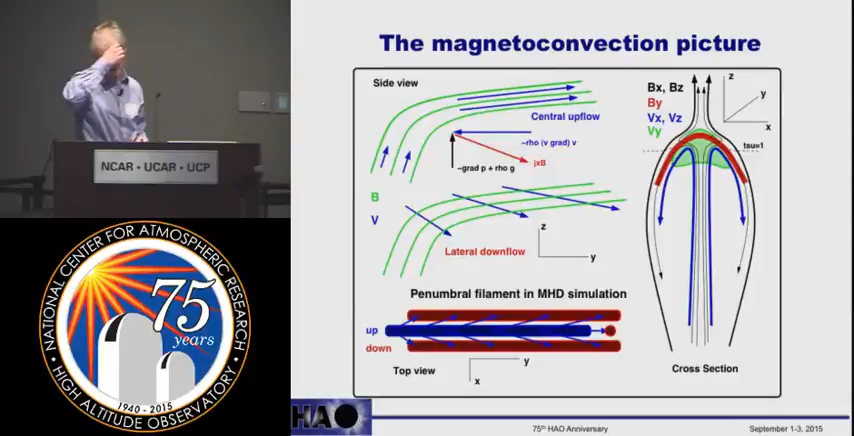 The magnetoconvection picture
Side view
Central upflow
~rho (v grad) v
jxB
~grad p + rho g
B
V
Lateral downflow
z
y
Penumbral filament in MHD simulation
up
down
Top view
y
x
Bx, Bz
By
Vx, Vz
Vy
z
y
x
tau=1
Cross Section
NCAR • UCAR • UCP
NATIONAL CENTER FOR ATMOSPHERIC RESEARCH
75
years
1940 - 2015
HIGH ALTITUDE OBSERVATORY
HAO
75th HAO Anniversary
September 1-3, 2015